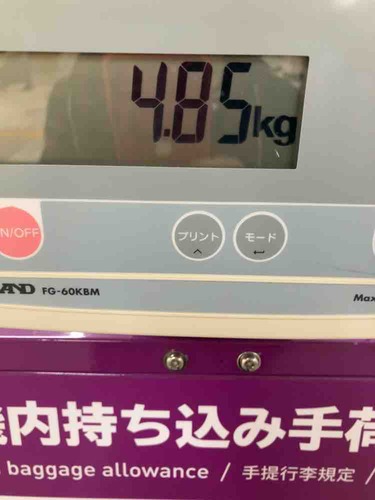 4.85kg
N/OFF
プリント
モード
AND FG-60KBM
Max
機内持ち込み手荷
baggage allowance / 手提行李規定 /